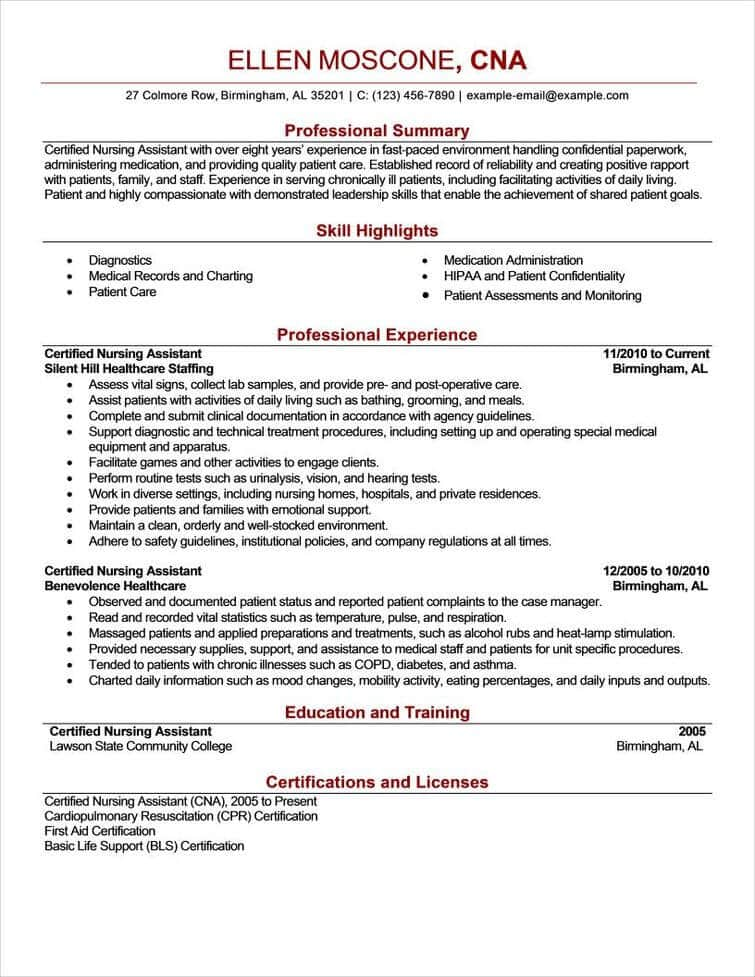 ELLEN MOSCONE, CNA
27 Colmore Row, Birmingham, AL 35201 | C: (123) 456-7890 | example-email@example.com
Professional Summary
Certified Nursing Assistant with over eight years' experience in fast-paced environment handling confidential paperwork,
administering medication, and providing quality patient care. Established record of reliability and creating positive rapport
with patients, family, and staff. Experience in serving chronically ill patients, including facilitating activities of daily living.
Patient and highly compassionate with demonstrated leadership skills that enable the achievement of shared patient goals.
Skill Highlights
• Diagnostics
• Medical Records and Charting
• Patient Care
• Medication Administration
• HIPAA and Patient Confidentiality
• Patient Assessments and Monitoring
Professional Experience
Certified Nursing Assistant 11/2010 to Current
Silent Hill Healthcare Staffing Birmingham, AL
• Assess vital signs, collect lab samples, and provide pre- and post-operative care.
• Assist patients with activities of daily living such as bathing, grooming, and meals.
• Complete and submit clinical documentation in accordance with agency guidelines.
• Support diagnostic and technical treatment procedures, including setting up and operating special medical
equipment and apparatus.
• Facilitate games and other activities to engage clients.
• Perform routine tests such as urinalysis, vision, and hearing tests.
• Work in diverse settings, including nursing homes, hospitals, and private residences.
• Provide patients and families with emotional support.
• Maintain a clean, orderly and well-stocked environment.
• Adhere to safety guidelines, institutional policies, and company regulations at all times.
Certified Nursing Assistant 12/2005 to 10/2010
Benevolence Healthcare Birmingham, AL
• Observed and documented patient status and reported patient complaints to the case manager.
• Read and recorded vital statistics such as temperature, pulse, and respiration.
• Massaged patients and applied preparations and treatments, such as alcohol rubs and heat-lamp stimulation.
• Provided necessary supplies, support, and assistance to medical staff and patients for unit specific procedures.
• Tended to patients with chronic illnesses such as COPD, diabetes, and asthma.
• Charted daily information such as mood changes, mobility activity, eating percentages, and daily inputs and outputs.
Education and Training
Certified Nursing Assistant 2005
Lawson State Community College Birmingham, AL
Certifications and Licenses
Certified Nursing Assistant (CNA), 2005 to Present
Cardiopulmonary Resuscitation (CPR) Certification
First Aid Certification
Basic Life Support (BLS) Certification